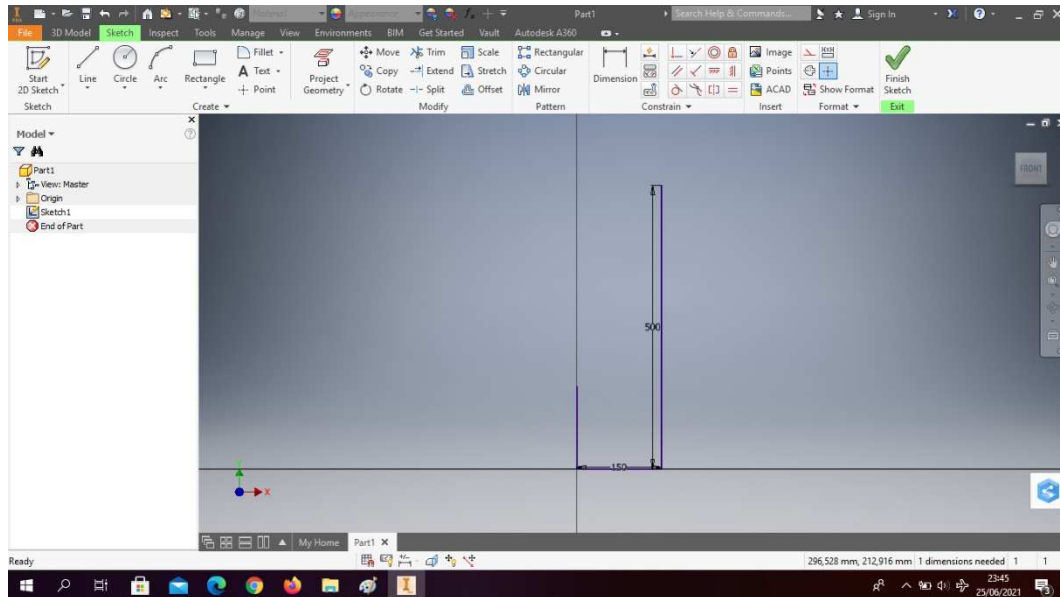 Material Appearance Part1 Search Help & Commands... Sign In
File 3D Model Sketch Inspect Tools Manage View Environments BIM Get Started Vault Autodesk A360
Fillet Move Trim Scale Rectangular Image
Text Copy Extend Stretch Circular Points
Start 2D Sketch Line Circle Arc Rectangle Point Project Geometry Rotate Split Offset Mirror Dimension ACAD Show Format Finish Sketch
Sketch Create Modify Pattern Constrain Insert Format Exit
Model
Part1
View: Master
Origin
Sketch1
End of Part
FRONT
500
150
X
My Home Part1
Ready 296,528 mm, 212,916 mm 1 dimensions needed 1 1
23:45
25/06/2021
3